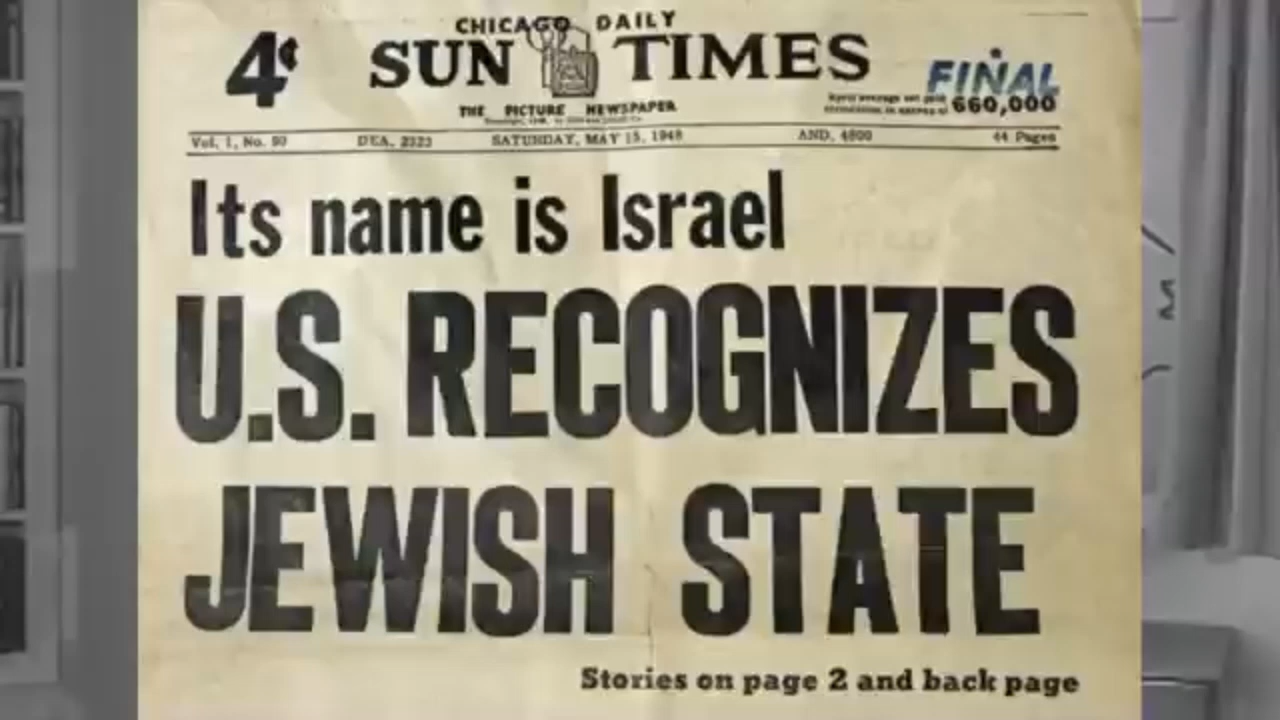 CHICAGO DAILY
4¢ SUN TIMES
FINAL
THE PICTURE NEWSPAPER
660,000
Vol. 1, No. 90 DEA. 2323 SATURDAY, MAY 15, 1948 AND. 4800 44 Pages
Its name is Israel
U.S. RECOGNIZES
JEWISH STATE
Stories on page 2 and back page